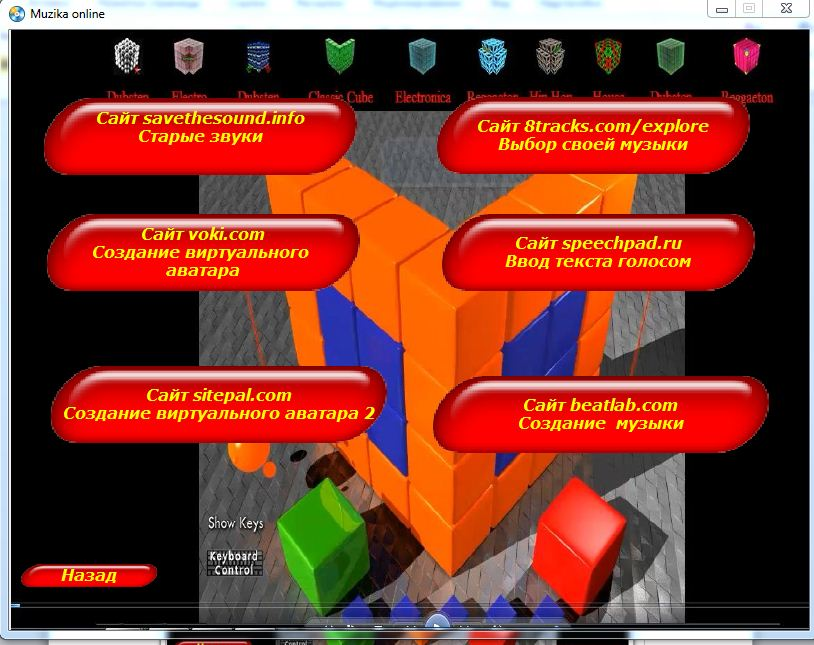 Muzika online
Dubstep Electro Dubstep Classic Cube Electronica Reggaeton Hip Hop House Dubstep Reggaeton
Сайт savethesound.info
Старые звуки
Сайт 8tracks.com/explore
Выбор своей музыки
Сайт voki.com
Создание виртуального
аватара
Сайт speechpad.ru
Ввод текста голосом
Сайт sitepal.com
Создание виртуального аватара 2
Сайт beatlab.com
Создание музыки
Show Keys
Keyboard
Control
Назад